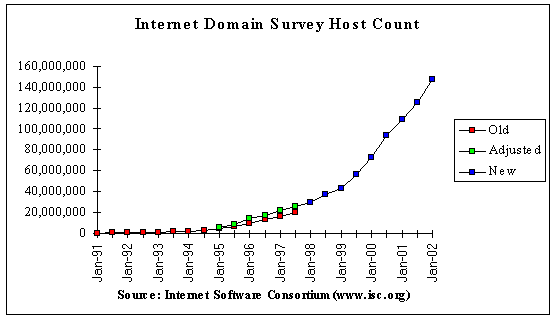 Internet Domain Survey Host Count
160,000,000
140,000,000
120,000,000
100,000,000
80,000,000
60,000,000
40,000,000
20,000,000
0
Jan-91
Jan-92
Jan-93
Jan-94
Jan-95
Jan-96
Jan-97
Jan-98
Jan-99
Jan-00
Jan-01
Jan-02
Old
Adjusted
New
Source: Internet Software Consortium (www.isc.org)